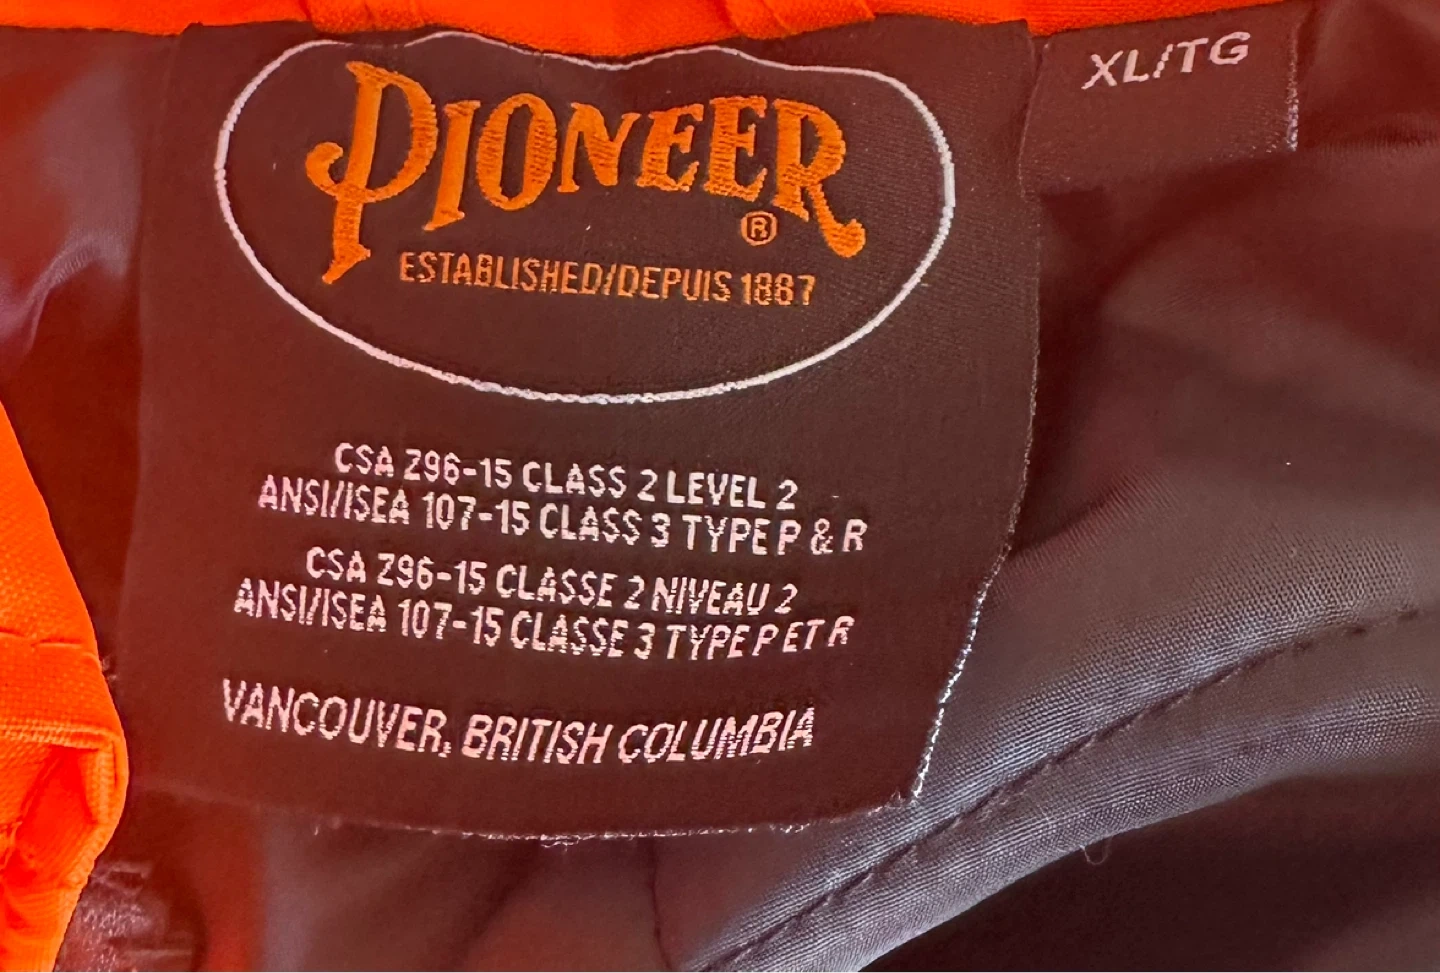 PIONEER
®
ESTABLISHED/DEPUIS 1887
XL/TG
CSA Z96-15 CLASS 2 LEVEL 2
ANSI/ISEA 107-15 CLASS 3 TYPE P & R
CSA Z96-15 CLASSE 2 NIVEAU 2
ANSI/ISEA 107-15 CLASSE 3 TYPE P ET R
VANCOUVER, BRITISH COLUMBIA